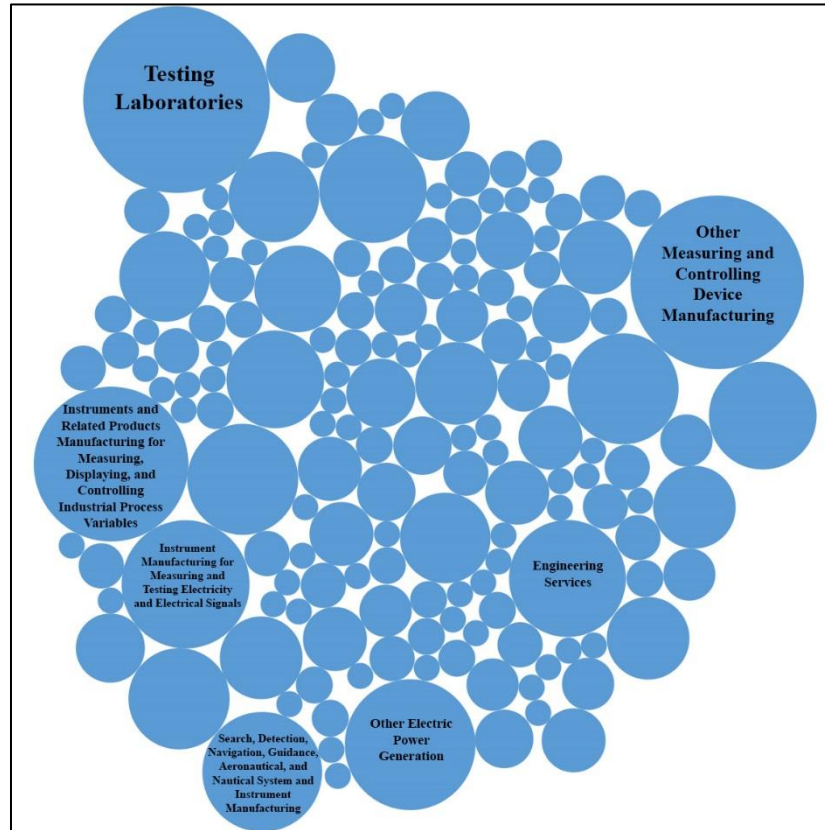 Testing
Laboratories
Other
Measuring and
Controlling
Device
Manufacturing
Instruments and
Related Products
Manufacturing for
Measuring,
Displaying, and
Controlling
Industrial Process
Variables
Instrument
Manufacturing for
Measuring and
Testing Electricity
and Electrical Signals
Engineering
Services
Search, Detection,
Navigation, Guidance,
Aeronautical, and
Nautical System and
Instrument
Manufacturing
Other Electric
Power
Generation